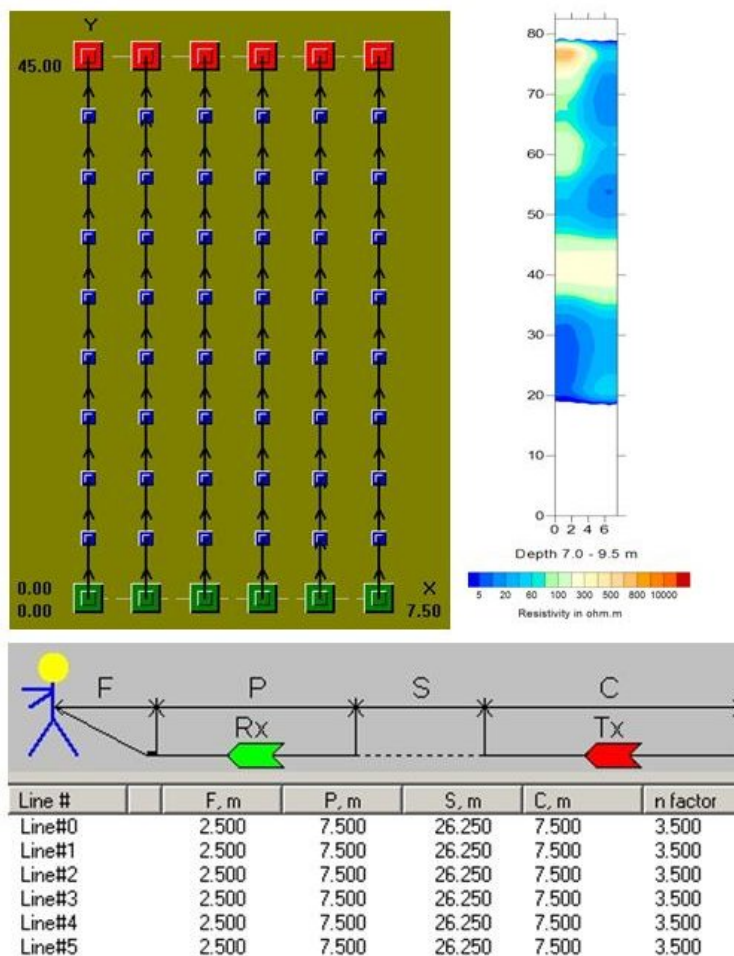 Y
45.00
0.00
0.00
X
7.50
80
70
60
50
40
30
20
10
0
0 2 4 6
Depth 7.0 - 9.5 m
5 20 60 100 300 500 800 10000
Resistivity in ohm.m
F P S C
Rx Tx
Line # F, m P, m S, m C, m n factor
Line#0 2.500 7.500 26.250 7.500 3.500
Line#1 2.500 7.500 26.250 7.500 3.500
Line#2 2.500 7.500 26.250 7.500 3.500
Line#3 2.500 7.500 26.250 7.500 3.500
Line#4 2.500 7.500 26.250 7.500 3.500
Line#5 2.500 7.500 26.250 7.500 3.500